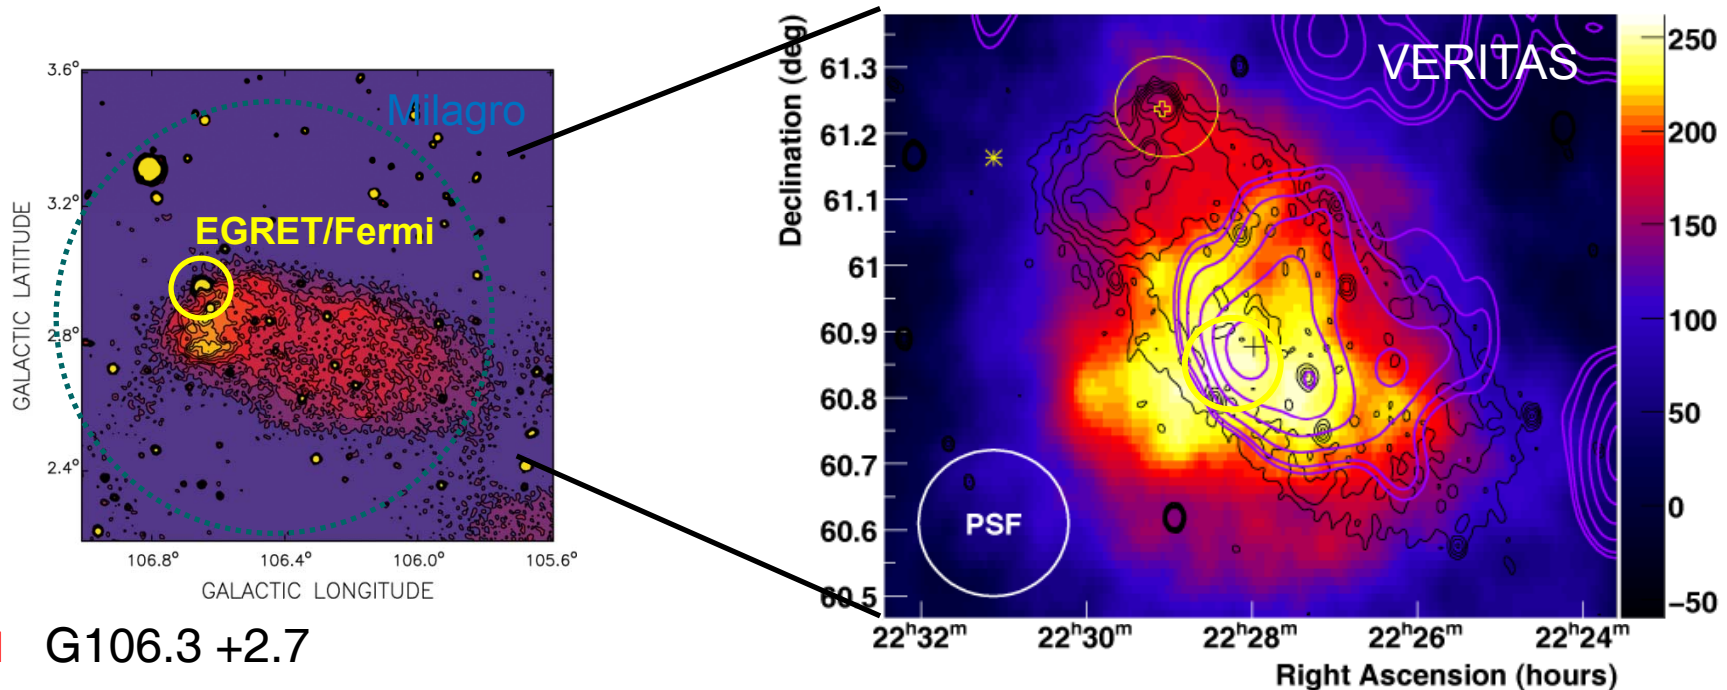 3.6°
3.2°
2.8°
2.4°
GALACTIC LATITUDE
Milagro
EGRET/Fermi
106.8°
106.4°
106.0°
105.6°
GALACTIC LONGITUDE
G106.3 +2.7
VERITAS
Declination (deg)
61.3
61.2
61.1
61
60.9
60.8
60.7
60.6
60.5
PSF
22h32m
22h30m
22h28m
22h26m
22h24m
Right Ascension (hours)
250
200
150
100
50
0
−50